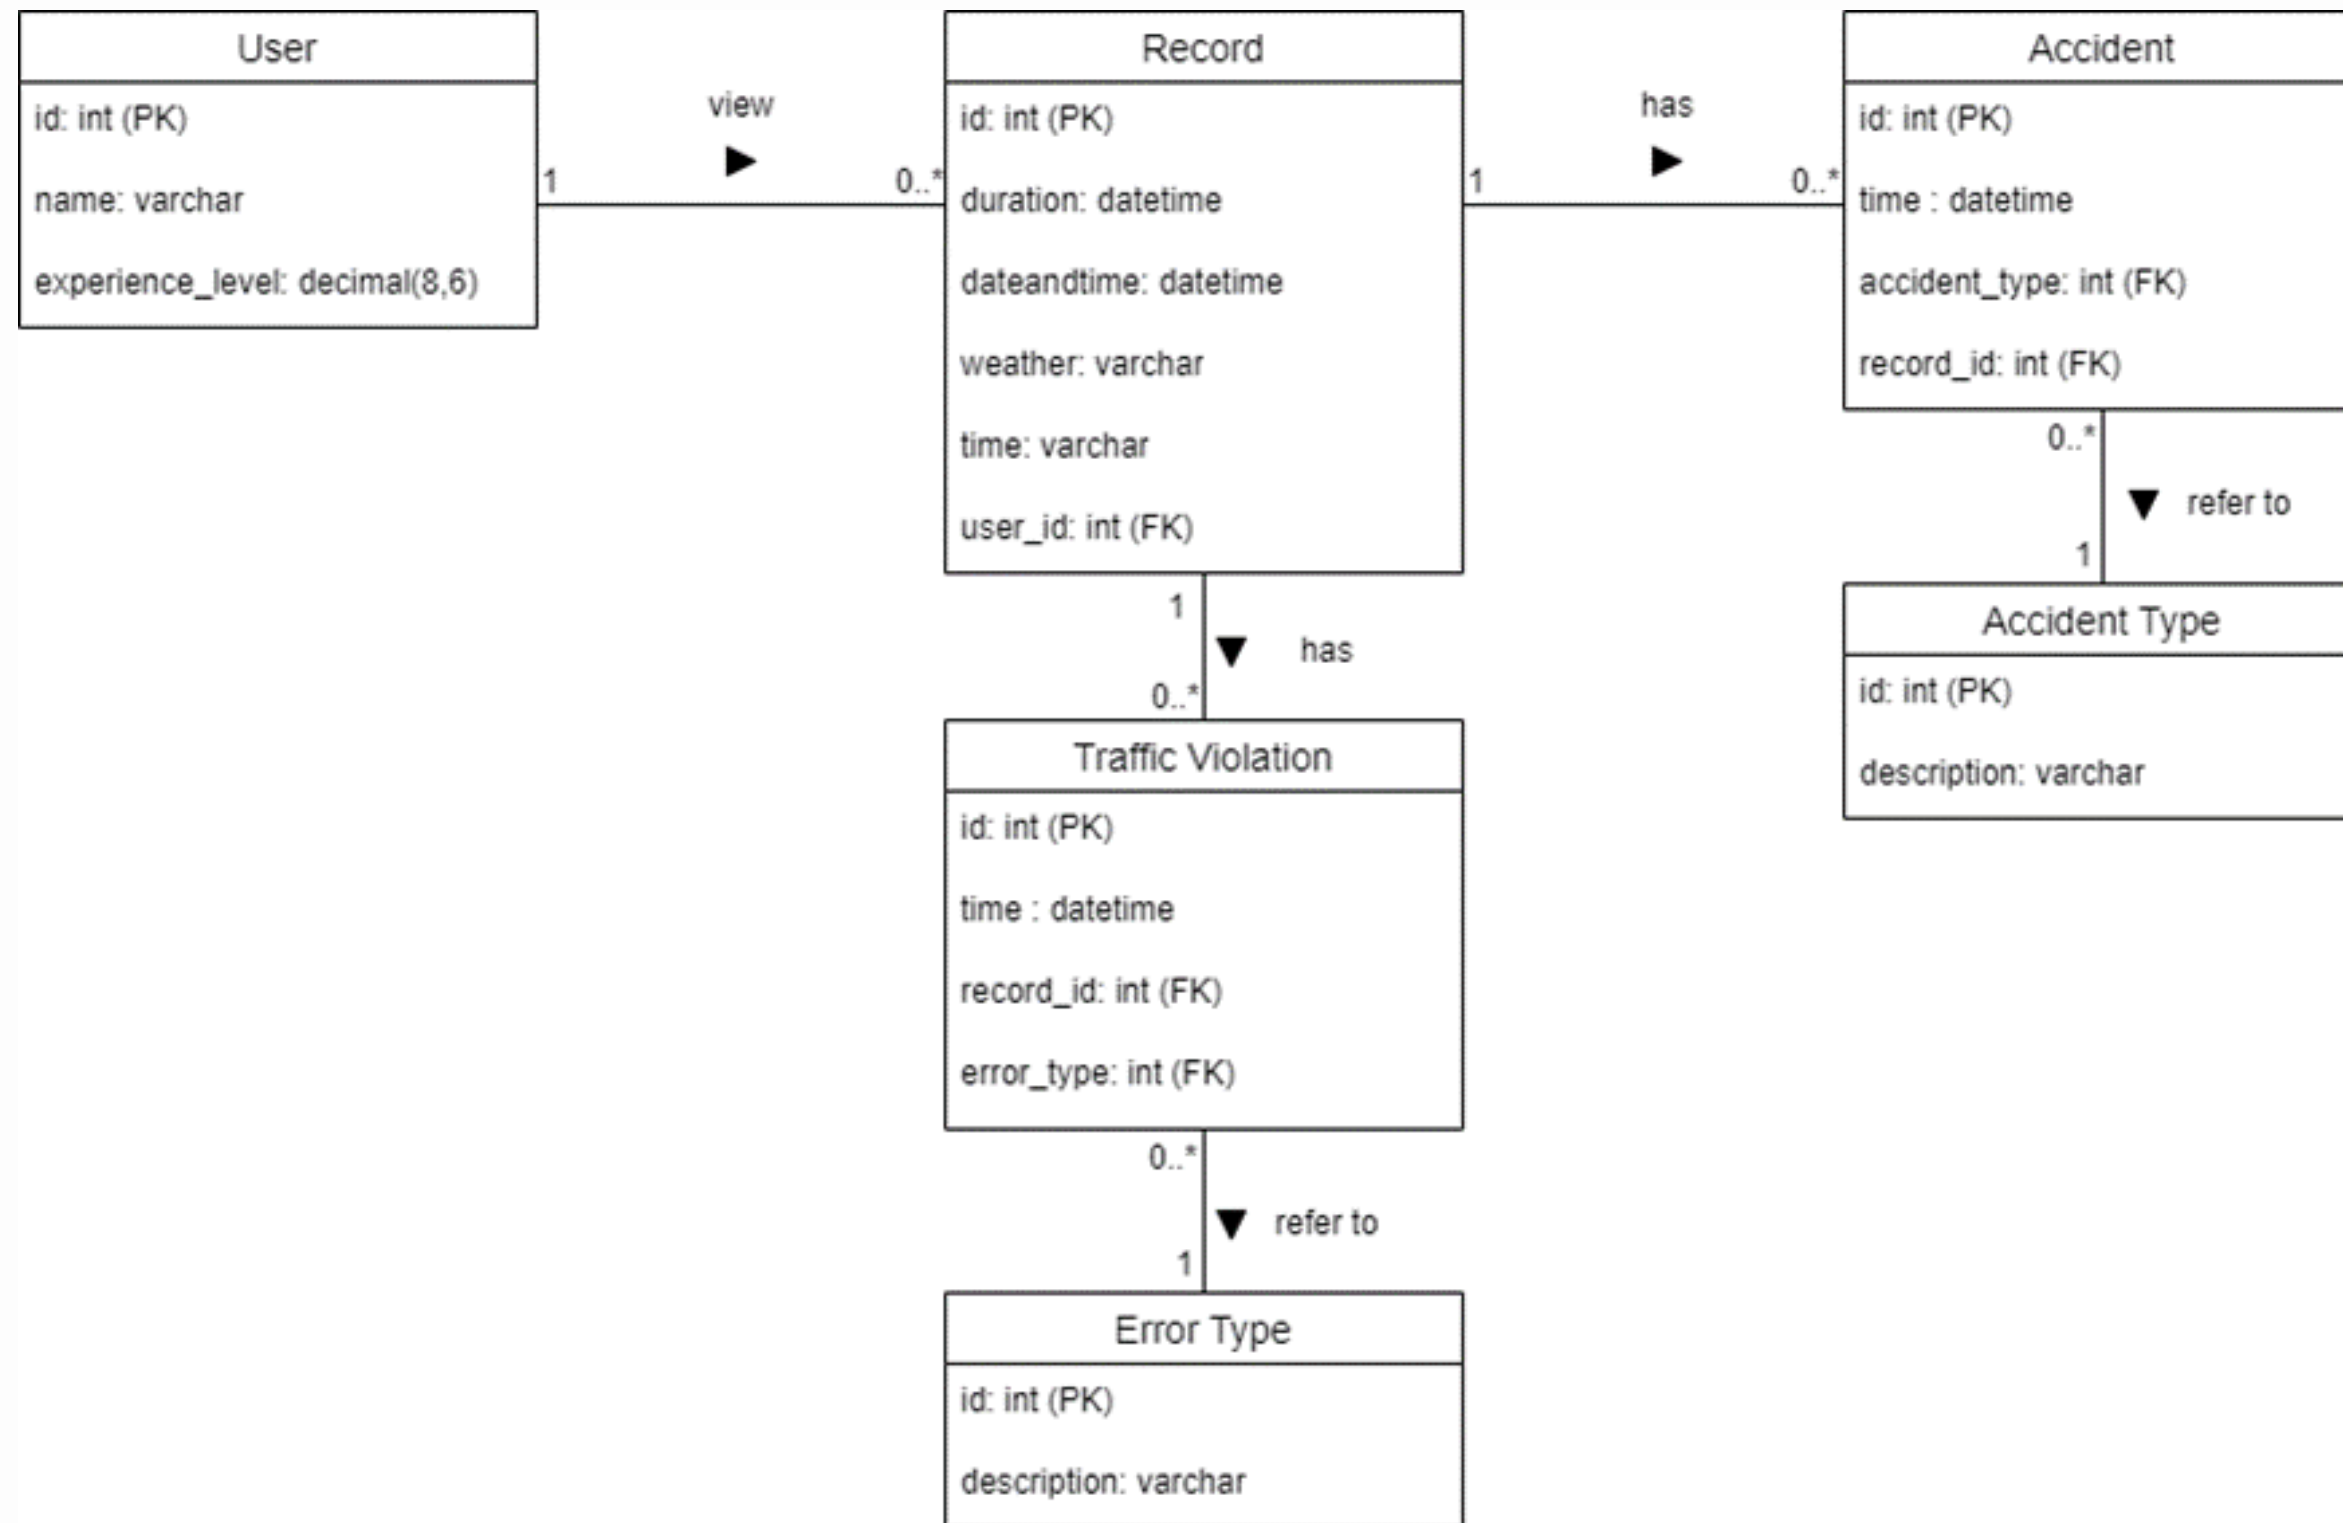 User
id: int (PK)
name: varchar
experience_level: decimal(8,6)
1
view
0..*
Record
id: int (PK)
duration: datetime
dateandtime: datetime
weather: varchar
time: varchar
user_id: int (FK)
1
has
0..*
Accident
id: int (PK)
time : datetime
accident_type: int (FK)
record_id: int (FK)
0..*
refer to
1
Accident Type
id: int (PK)
description: varchar
1
has
0..*
Traffic Violation
id: int (PK)
time : datetime
record_id: int (FK)
error_type: int (FK)
0..*
refer to
1
Error Type
id: int (PK)
description: varchar